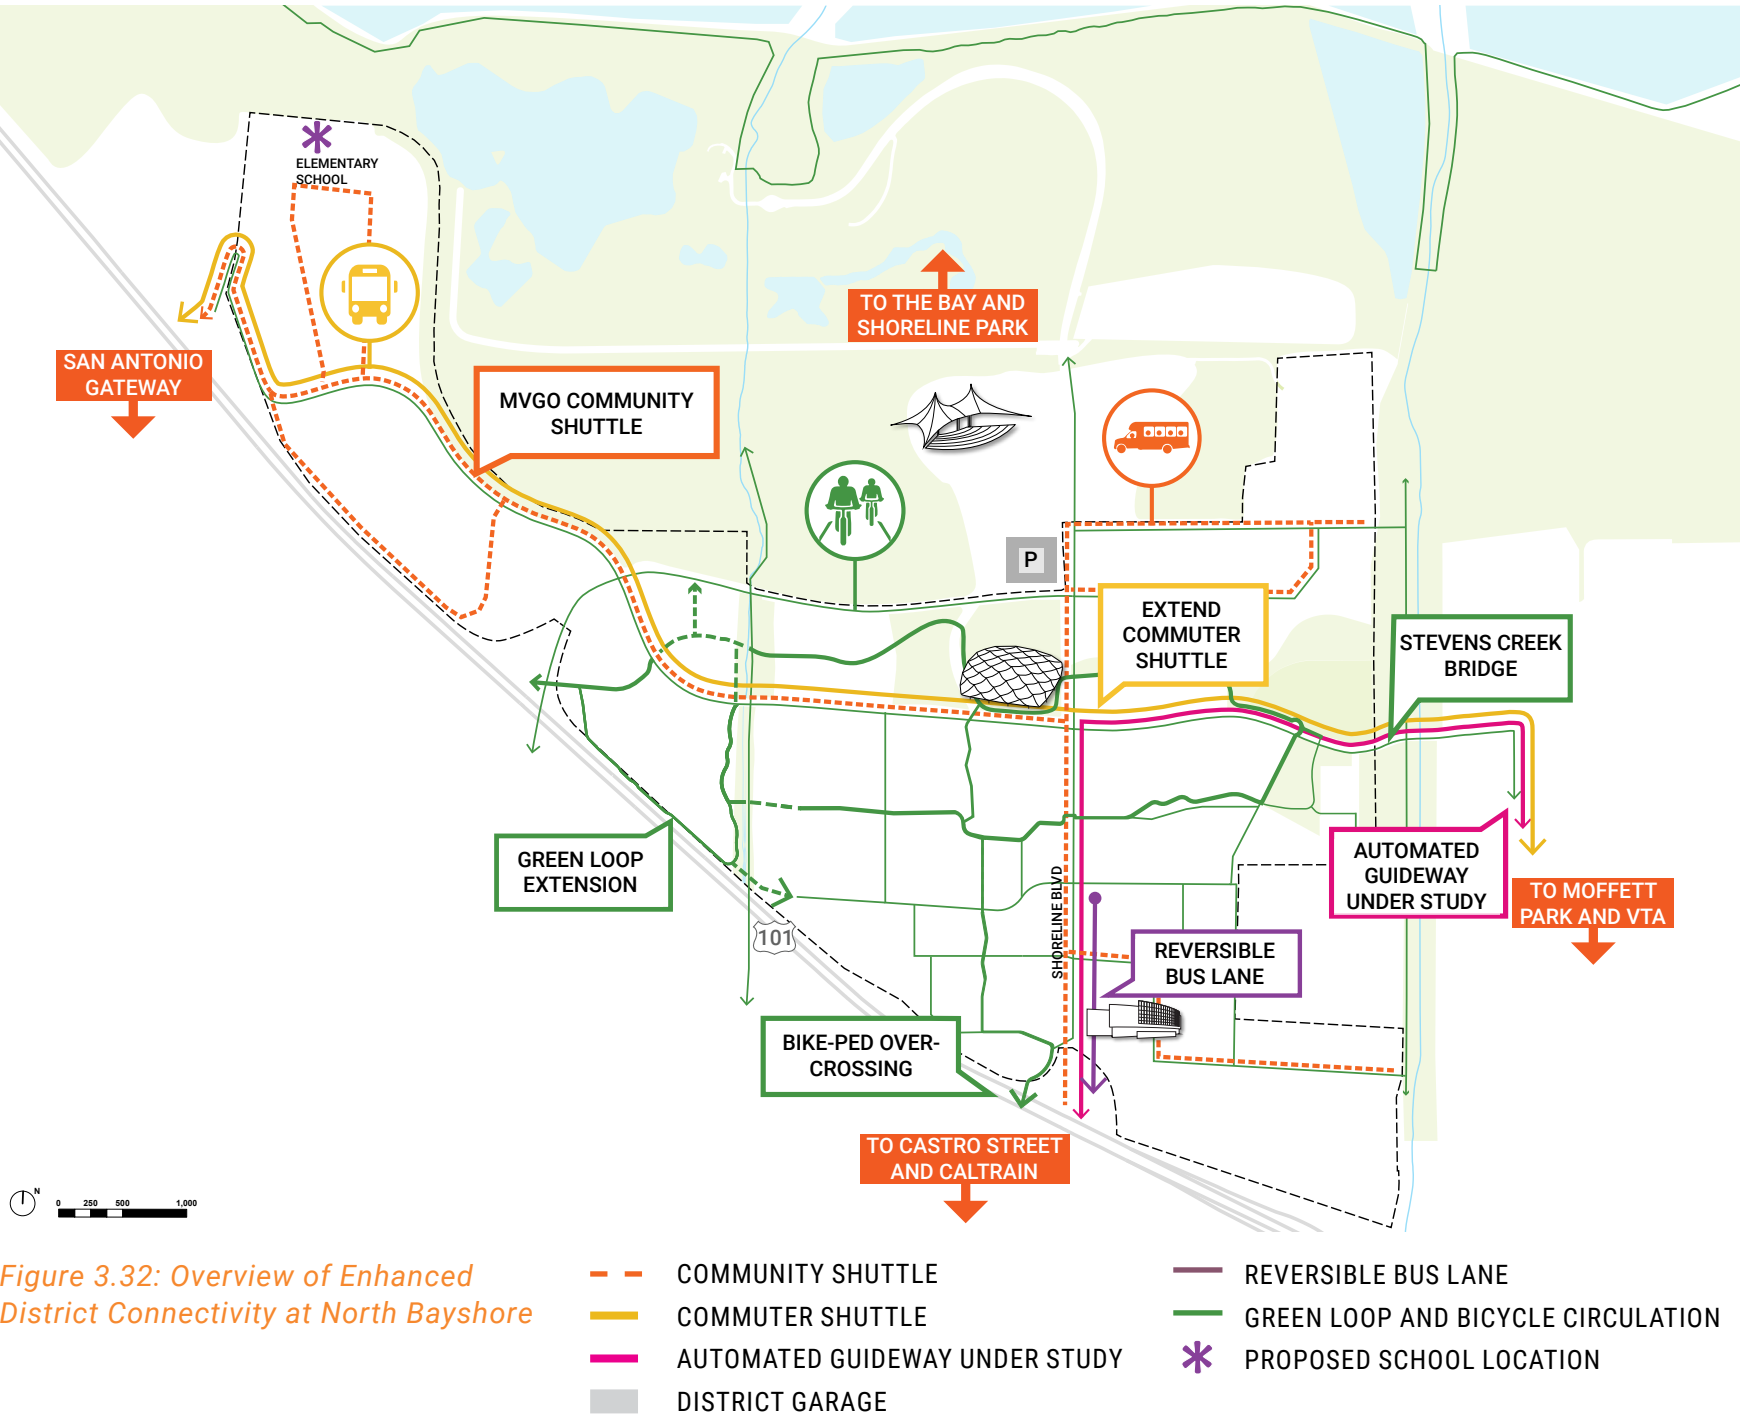 ELEMENTARY
SCHOOL
TO THE BAY AND
SHORELINE PARK
SAN ANTONIO
GATEWAY
MVGO COMMUNITY
SHUTTLE
P
EXTEND
COMMUTER
SHUTTLE
STEVENS CREEK
BRIDGE
GREEN LOOP
EXTENSION
AUTOMATED
GUIDEWAY
UNDER STUDY
TO MOFFETT
PARK AND VTA
101
SHORELINE BLVD
REVERSIBLE
BUS LANE
BIKE-PED OVER-
CROSSING
TO CASTRO STREET
AND CALTRAIN
N
0 250 500 1,000
Figure 3.32: Overview of Enhanced
District Connectivity at North Bayshore
COMMUNITY SHUTTLE
COMMUTER SHUTTLE
AUTOMATED GUIDEWAY UNDER STUDY
DISTRICT GARAGE
REVERSIBLE BUS LANE
GREEN LOOP AND BICYCLE CIRCULATION
PROPOSED SCHOOL LOCATION